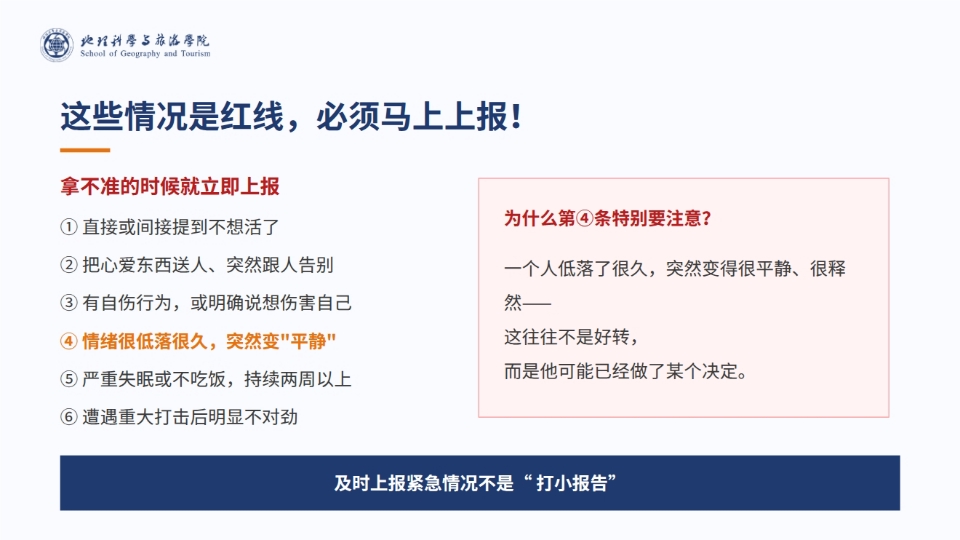 地理科学与旅游学院
School of Geography and Tourism
这些情况是红线，必须马上上报！
拿不准的时候就立即上报
① 直接或间接提到不想活了
② 把心爱东西送人、突然跟人告别
③ 有自伤行为，或明确说想伤害自己
④ 情绪很低落很久，突然变"平静"
⑤ 严重失眠或不吃饭，持续两周以上
⑥ 遭遇重大打击后明显不对劲
为什么第④条特别要注意？
一个人低落了很久，突然变得很平静、很释
然——
这往往不是好转，
而是他可能已经做了某个决定。
及时上报紧急情况不是“打小报告”